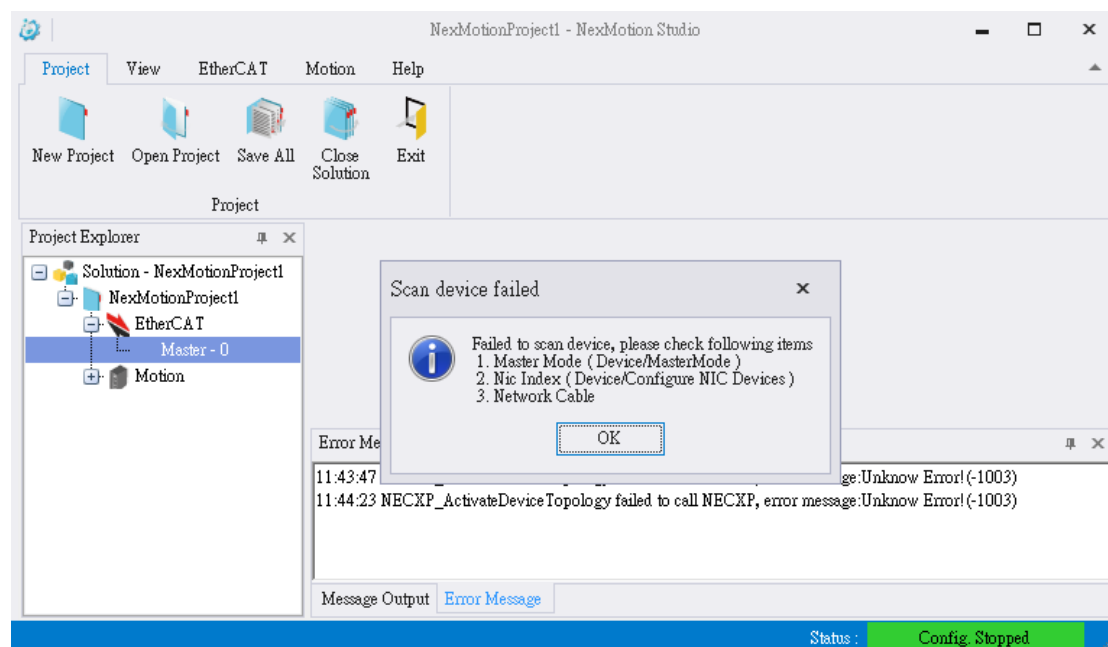 NexMotionProject1 - NexMotion Studio
Project View EtherCAT Motion Help
New Project Open Project Save All Close Solution Exit
Project
Project Explorer
Solution - NexMotionProject1
NexMotionProject1
EtherCAT
Master - 0
Motion
Scan device failed
Failed to scan device, please check following items
1. Master Mode ( Device/MasterMode )
2. Nic Index ( Device/Configure NIC Devices )
3. Network Cable
OK
Error Me
11:43:47 ge:Unknow Error!(-1003)
11:44:23 NECXP_ActivateDeviceTopology failed to call NECXP, error message:Unknow Error!(-1003)
Message Output Error Message
Status : Config. Stopped